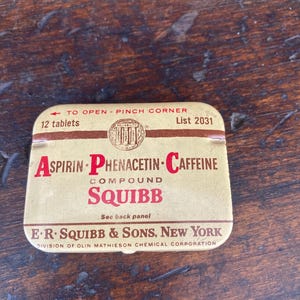 ← TO OPEN - PINCH CORNER
12 tablets List 2031
ASPIRIN · PHENACETIN · CAFFEINE
COMPOUND
SQUIBB
See back panel
E·R·SQUIBB & SONS, NEW YORK
DIVISION OF OLIN MATHIESON CHEMICAL CORPORATION